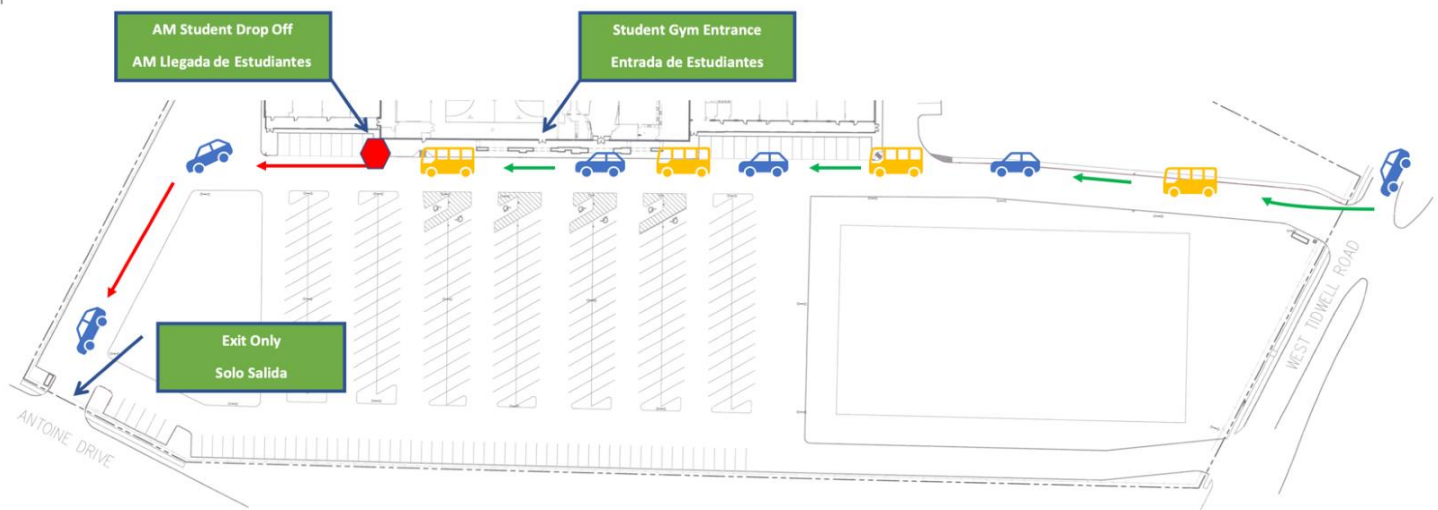 AM Student Drop Off
AM Llegada de Estudiantes
Student Gym Entrance
Entrada de Estudiantes
Exit Only
Solo Salida
WEST TIDWELL ROAD
ANTOINE DRIVE